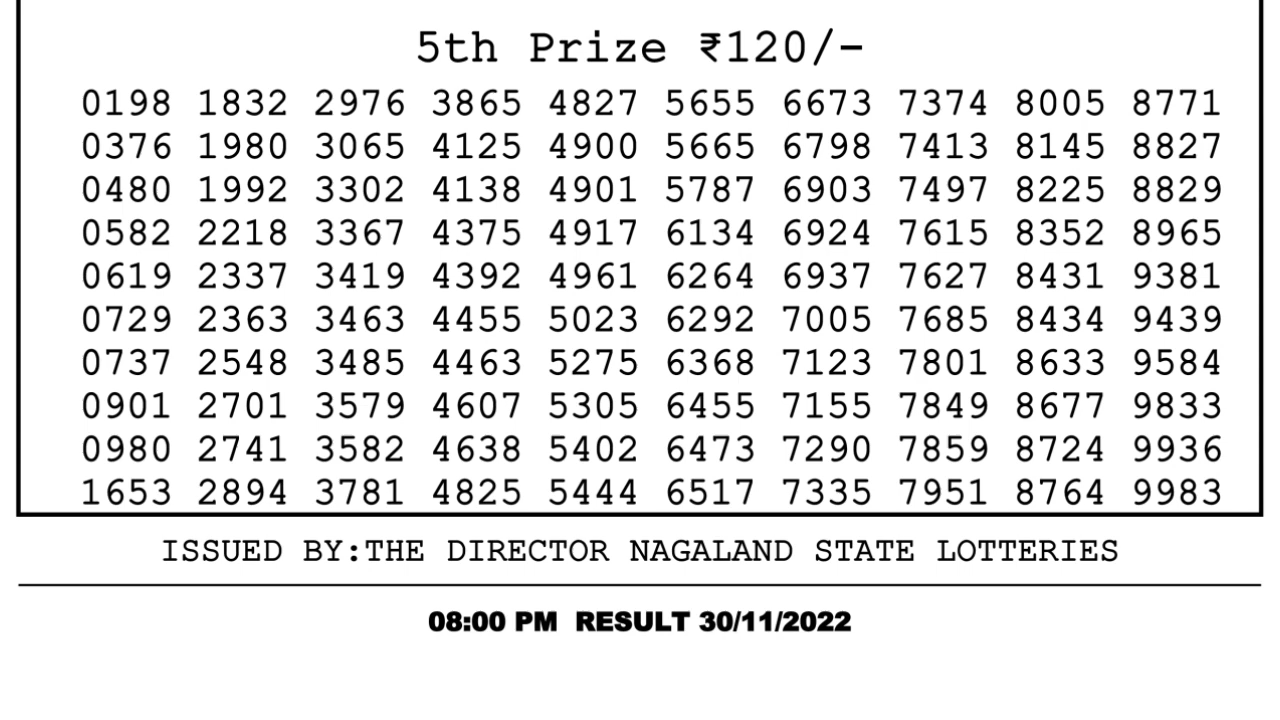 5th Prize ₹120/-
0198 1832 2976 3865 4827 5655 6673 7374 8005 8771
0376 1980 3065 4125 4900 5665 6798 7413 8145 8827
0480 1992 3302 4138 4901 5787 6903 7497 8225 8829
0582 2218 3367 4375 4917 6134 6924 7615 8352 8965
0619 2337 3419 4392 4961 6264 6937 7627 8431 9381
0729 2363 3463 4455 5023 6292 7005 7685 8434 9439
0737 2548 3485 4463 5275 6368 7123 7801 8633 9584
0901 2701 3579 4607 5305 6455 7155 7849 8677 9833
0980 2741 3582 4638 5402 6473 7290 7859 8724 9936
1653 2894 3781 4825 5444 6517 7335 7951 8764 9983
ISSUED BY:THE DIRECTOR NAGALAND STATE LOTTERIES
08:00 PM RESULT 30/11/2022